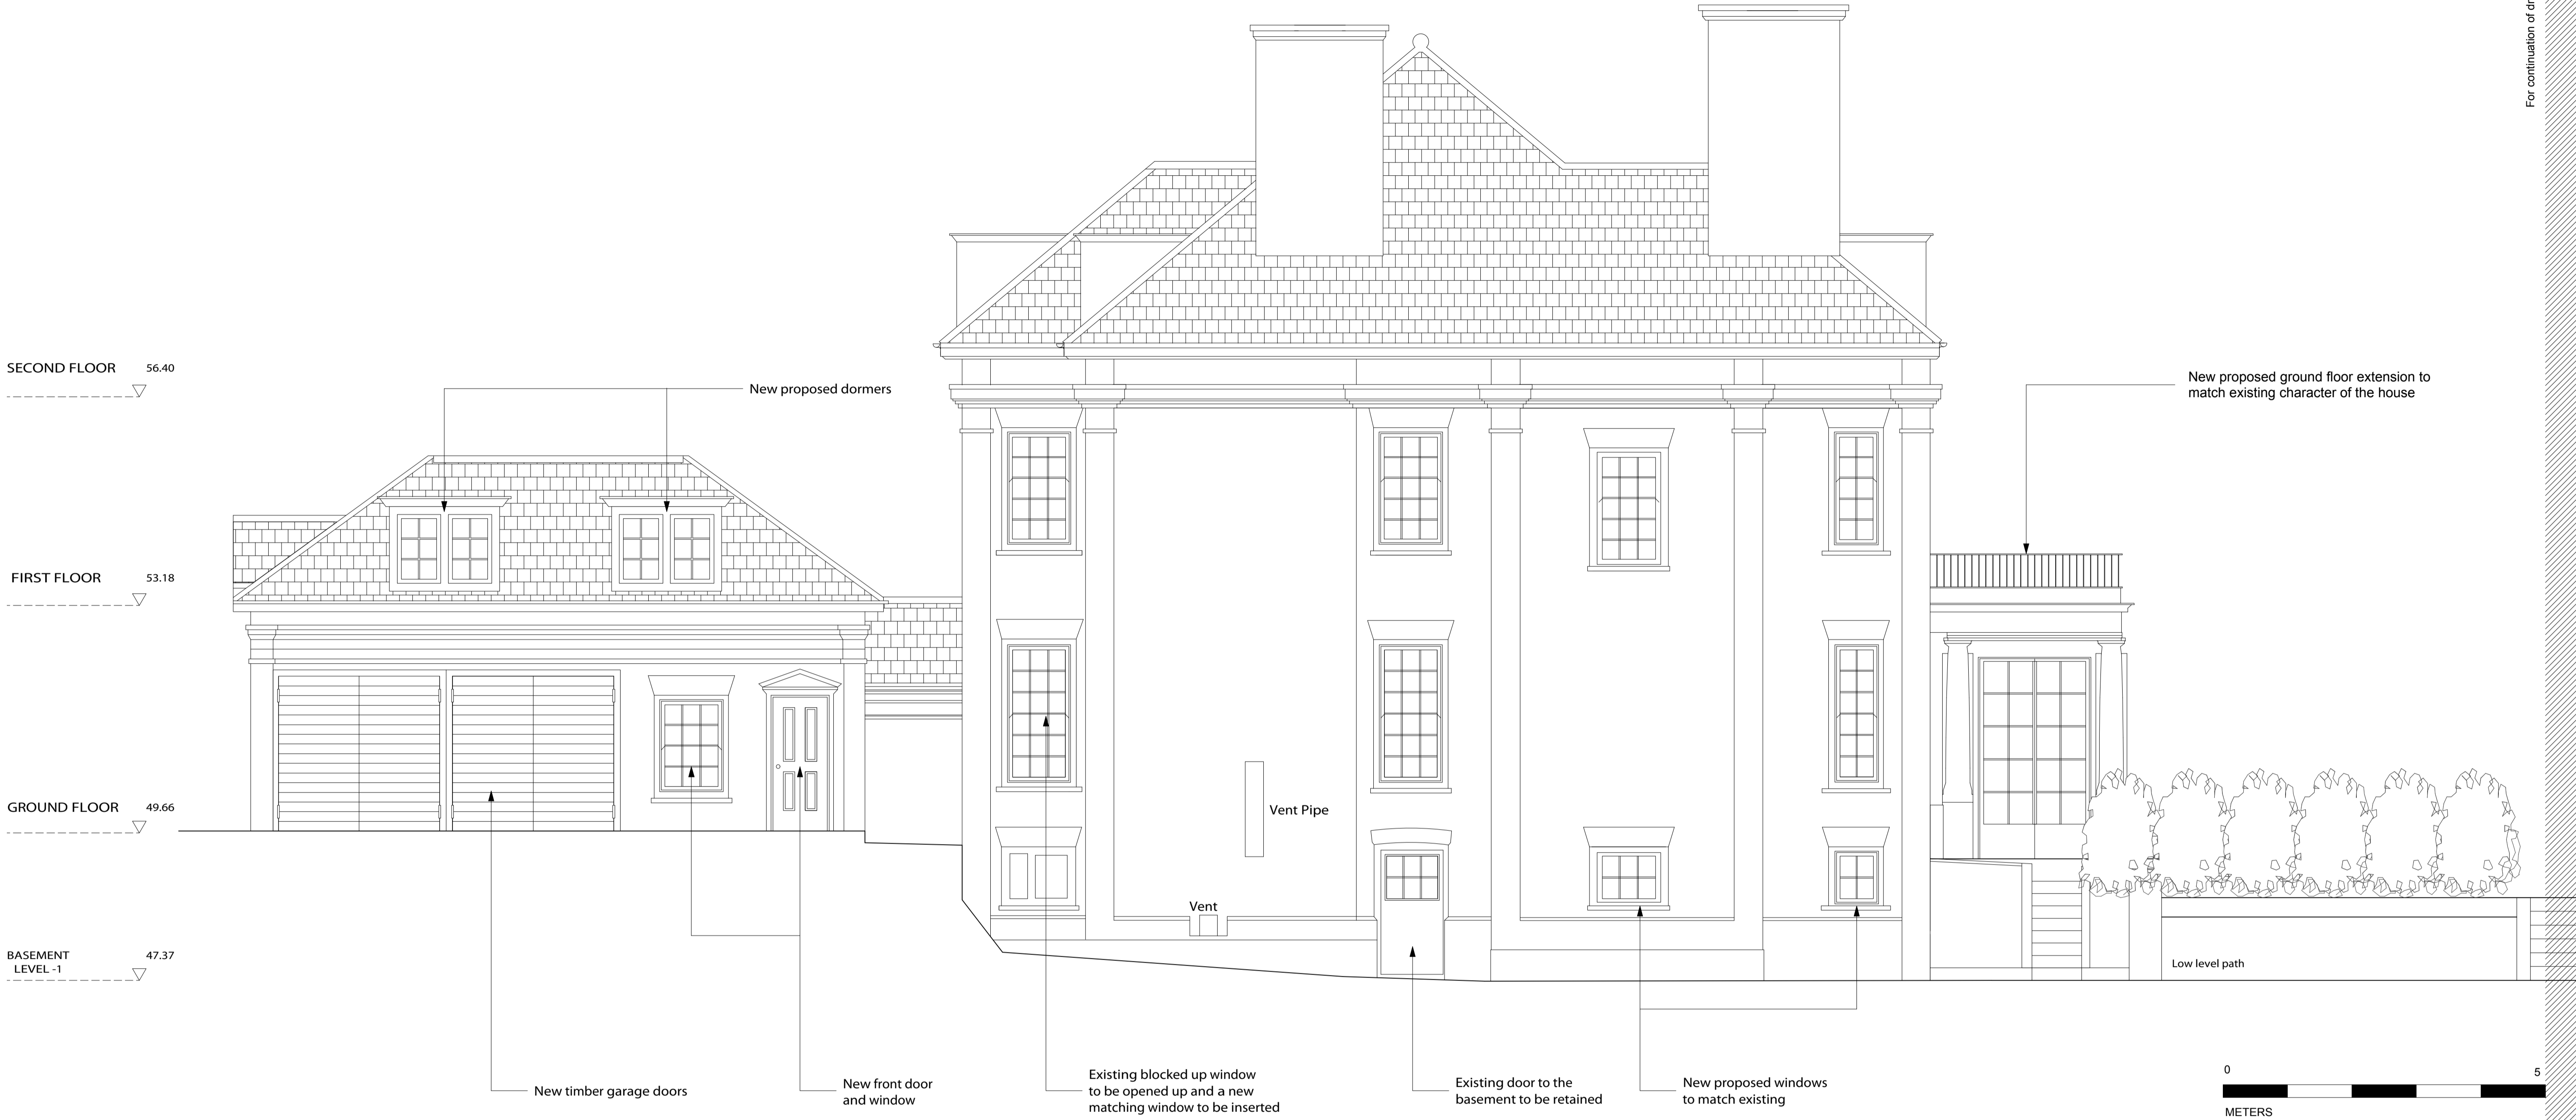 For continuation of
SECOND FLOOR 56.40
New proposed dormers
New proposed ground floor extension to
match existing character of the house
FIRST FLOOR 53.18
GROUND FLOOR 49.66
Vent Pipe
Vent
BASEMENT 47.37
LEVEL -1
Low level path
New timber garage doors
New front door
and window
Existing blocked up window
to be opened up and a new
matching window to be inserted
Existing door to the
basement to be retained
New proposed windows
to match existing
0 5
METERS